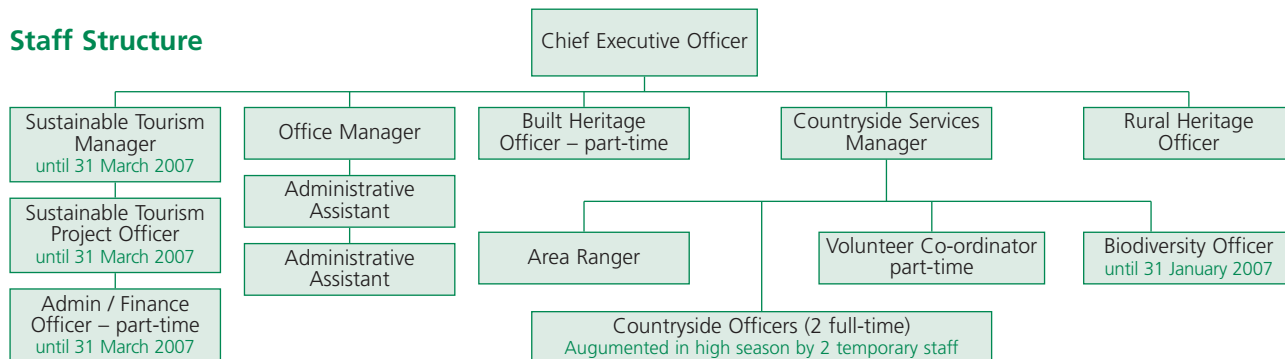 Staff Structure
Chief Executive Officer
Sustainable Tourism
Manager
until 31 March 2007
Office Manager
Built Heritage
Officer – part-time
Countryside Services
Manager
Rural Heritage
Officer
Administrative
Assistant
Sustainable Tourism
Project Officer
until 31 March 2007
Administrative
Assistant
Area Ranger
Volunteer Co-ordinator
part-time
Biodiversity Officer
until 31 January 2007
Admin / Finance
Officer – part-time
until 31 March 2007
Countryside Officers (2 full-time)
Augumented in high season by 2 temporary staff